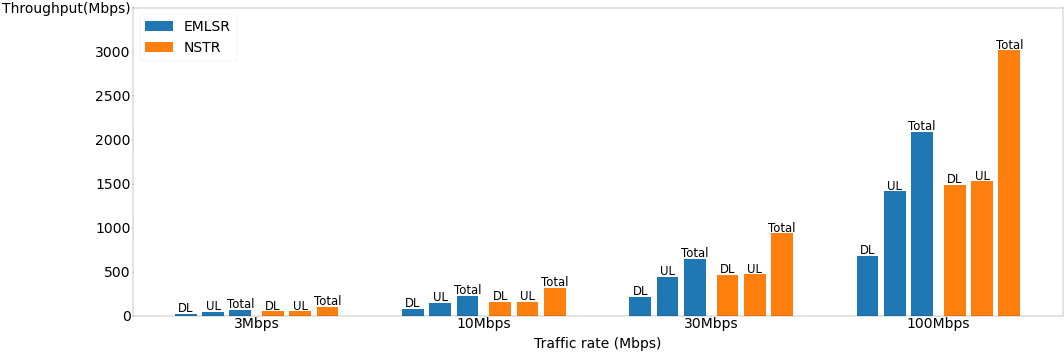 Throughput(Mbps)
EMLSR
NSTR
3000
2500
2000
1500
1000
500
0
DL UL Total DL UL Total
DL UL Total DL UL Total
DL UL Total DL UL Total
DL UL Total DL UL Total
3Mbps 10Mbps 30Mbps 100Mbps
Traffic rate (Mbps)